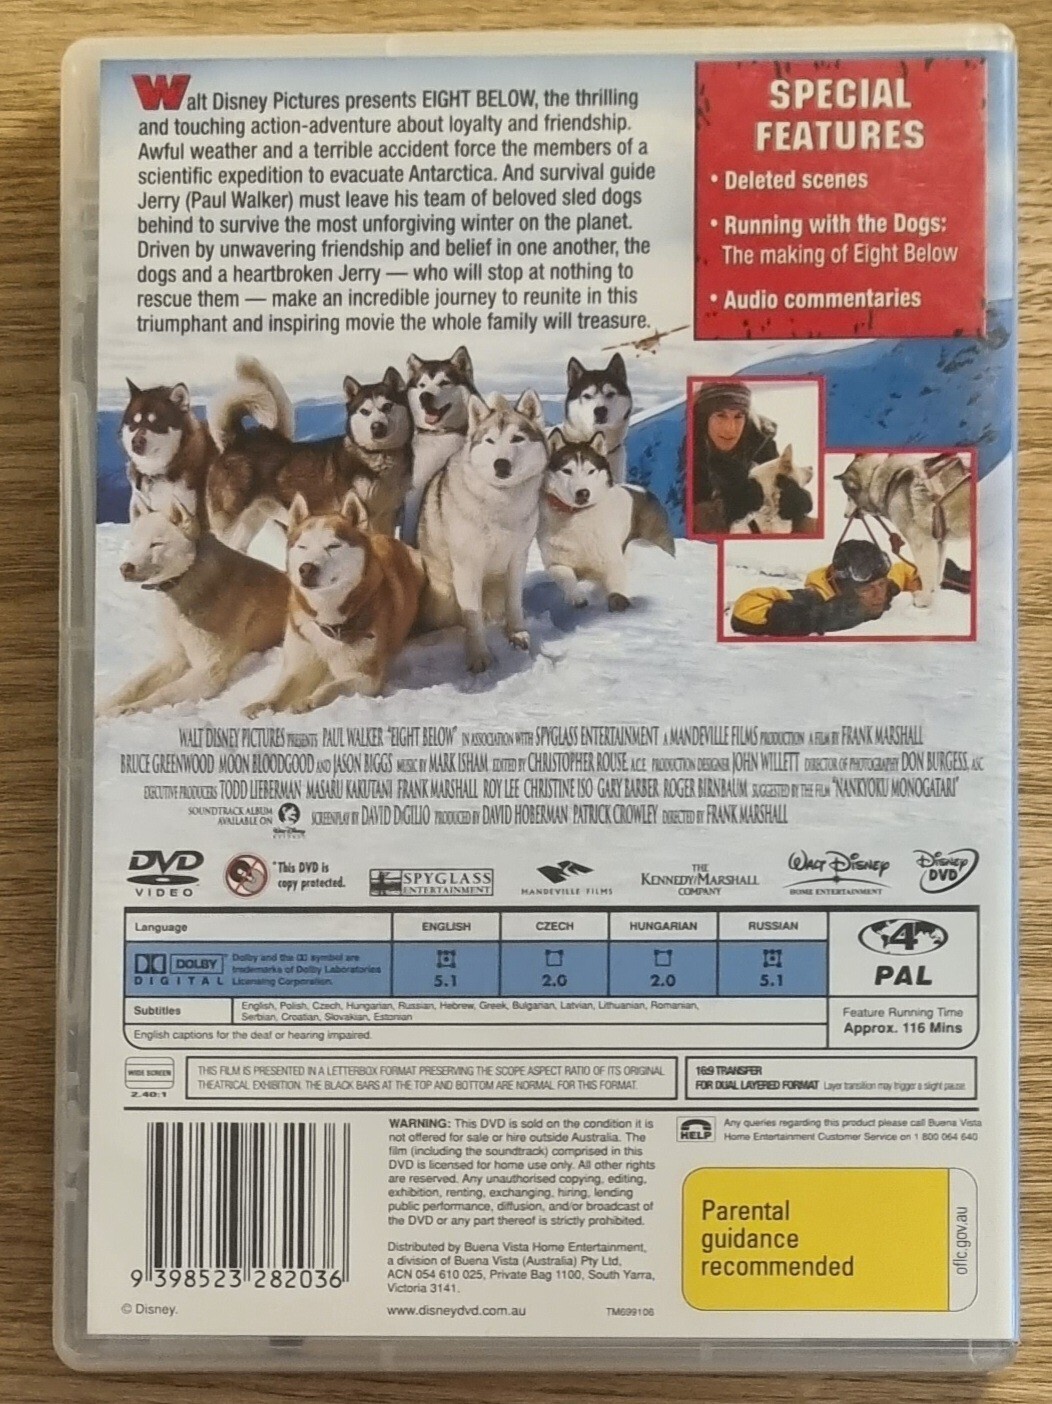 Walt Disney Pictures presents EIGHT BELOW, the thrilling
and touching action-adventure about loyalty and friendship.
Awful weather and a terrible accident force the members of a
scientific expedition to evacuate Antarctica. And survival guide
Jerry (Paul Walker) must leave his team of beloved sled dogs
behind to survive the most unforgiving winter on the planet.
Driven by unwavering friendship and belief in one another, the
dogs and a heartbroken Jerry — who will stop at nothing to
rescue them — make an incredible journey to reunite in this
triumphant and inspiring movie the whole family will treasure.
SPECIAL
FEATURES
• Deleted scenes
• Running with the Dogs:
The making of Eight Below
• Audio commentaries
WALT DISNEY PICTURES PRESENTS PAUL WALKER "EIGHT BELOW" IN ASSOCIATION WITH SPYGLASS ENTERTAINMENT A MANDEVILLE FILMS PRODUCTION A FILM BY FRANK MARSHALL
BRUCE GREENWOOD MOON BLOODGOOD AND JASON BIGGS MUSIC BY MARK ISHAM EDITED BY CHRISTOPHER ROUSE, A.C.E. PRODUCTION DESIGNER JOHN WILLETT DIRECTOR OF PHOTOGRAPHY DON BURGESS, ASC
EXECUTIVE PRODUCERS TODD LIEBERMAN MASARU KAKUTANI FRANK MARSHALL ROY LEE CHRISTINE ISO GARY BARBER ROGER BIRNBAUM SUGGESTED BY THE FILM "NANKYOKU MONOGATARI"
SOUNDTRACK ALBUM
AVAILABLE ON
SCREENPLAY BY DAVID DiGILIO PRODUCED BY DAVID HOBERMAN PATRICK CROWLEY DIRECTED BY FRANK MARSHALL
DVD
VIDEO
*This DVD is
copy protected.
SPYGLASS
ENTERTAINMENT
MANDEVILLE FILMS
THE
KENNEDY/MARSHALL
COMPANY
WALT DISNEY
HOME ENTERTAINMENT
DISNEY
DVD
Language ENGLISH CZECH HUNGARIAN RUSSIAN
DOLBY
DIGITAL
Dolby and the DD symbol are
trademarks of Dolby Laboratories
Licensing Corporation.
5.1 2.0 2.0 5.1
4
PAL
Subtitles
English, Polish, Czech, Hungarian, Russian, Hebrew, Greek, Bulgarian, Latvian, Lithuanian, Romanian,
Serbian, Croatian, Slovakian, Estonian
English captions for the deaf or hearing impaired.
Feature Running Time
Approx. 116 Mins
WIDE SCREEN
2.40:1
THIS FILM IS PRESENTED IN A LETTERBOX FORMAT PRESERVING THE SCOPE ASPECT RATIO OF ITS ORIGINAL
THEATRICAL EXHIBITION. THE BLACK BARS AT THE TOP AND BOTTOM ARE NORMAL FOR THIS FORMAT.
16:9 TRANSFER
FOR DUAL LAYERED FORMAT Layer transition may trigger a slight pause.
9 398523 282036
© Disney.
WARNING: This DVD is sold on the condition it is
not offered for sale or hire outside Australia. The
film (including the soundtrack) comprised in this
DVD is licensed for home use only. All other rights
are reserved. Any unauthorised copying, editing,
exhibition, renting, exchanging, hiring, lending
public performance, diffusion, and/or broadcast of
the DVD or any part thereof is strictly prohibited.
Distributed by Buena Vista Home Entertainment,
a division of Buena Vista (Australia) Pty Ltd,
ACN 054 610 025, Private Bag 1100, South Yarra,
Victoria 3141.
www.disneydvd.com.au
TM699106
HELP
Any queries regarding this product please call Buena Vista
Home Entertainment Customer Service on 1 800 064 640
Parental
guidance
recommended
oflc.gov.au